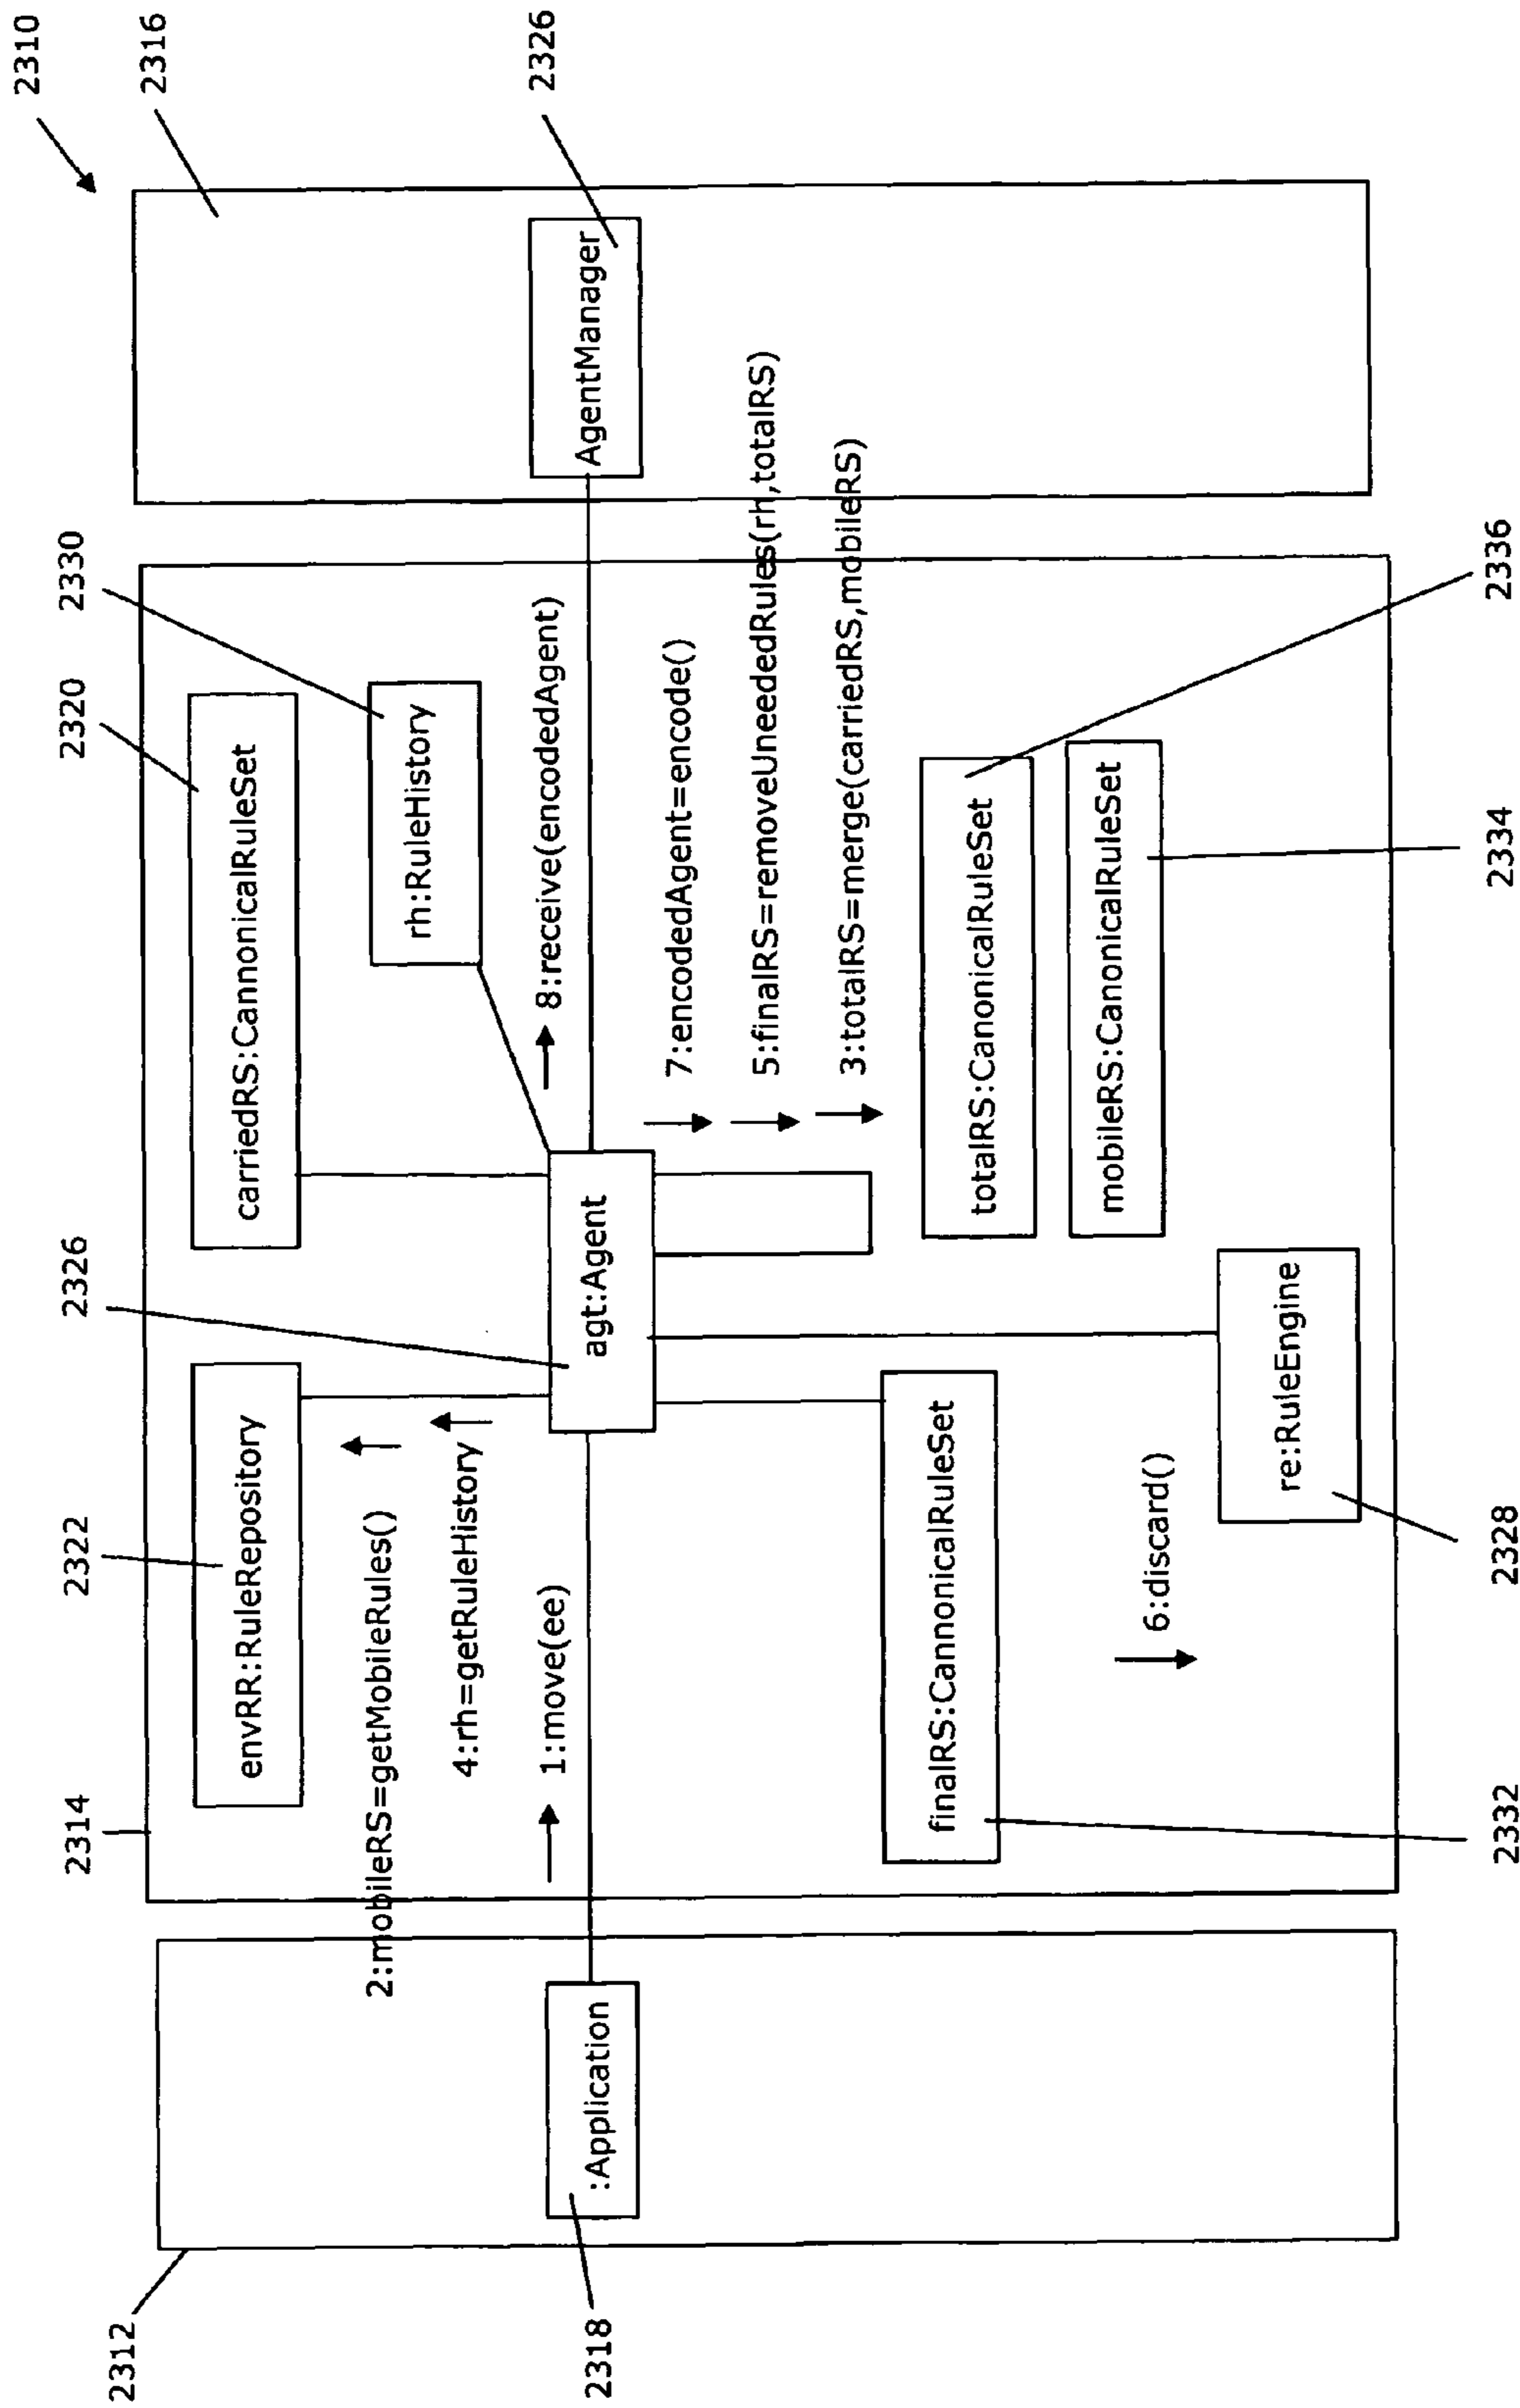 2310
2316
2326
2330
2320
2326
2322
2314
2312
carriedRS:CannonicalRuleSet
rh:RuleHistory
envRR:RuleRepository
2:mobileRS=getMobileRules()
4:rh=getRuleHistory
1:move(ee)
8:receive(encodedAgent)
:Application
2318
agt:Agent
AgentManager
7:encodedAgent=encode()
5:finalRS=removeUneededRules(rh,totalRS)
3:totalRS=merge(carriedRS,mobileRS)
finalRS:CannonicalRuleSet
totalRS:CanonicalRuleSet
mobileRS:CanonicalRuleSet
6:discard()
re:RuleEngine
2332
2328
2334
2336